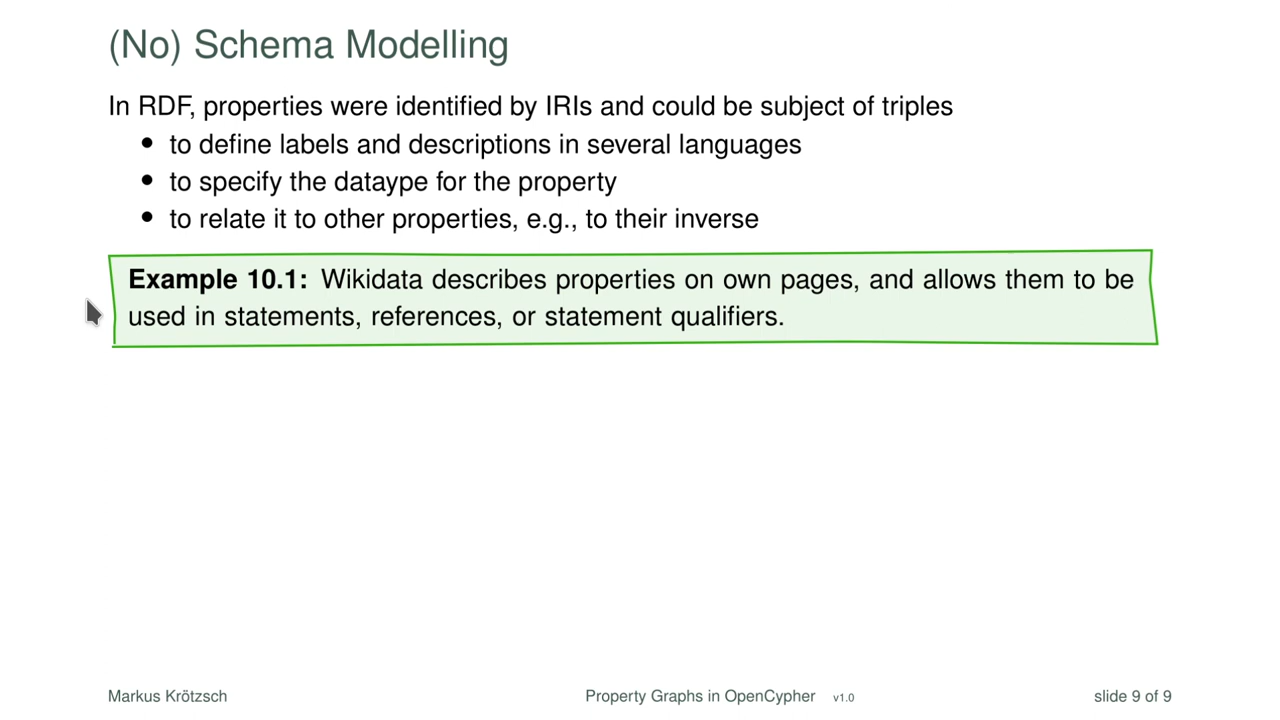 (No) Schema Modelling
In RDF, properties were identified by IRIs and could be subject of triples
• to define labels and descriptions in several languages
• to specify the dataype for the property
• to relate it to other properties, e.g., to their inverse
Example 10.1: Wikidata describes properties on own pages, and allows them to be
used in statements, references, or statement qualifiers.
Markus Krötzsch Property Graphs in OpenCypher v1.0 slide 9 of 9